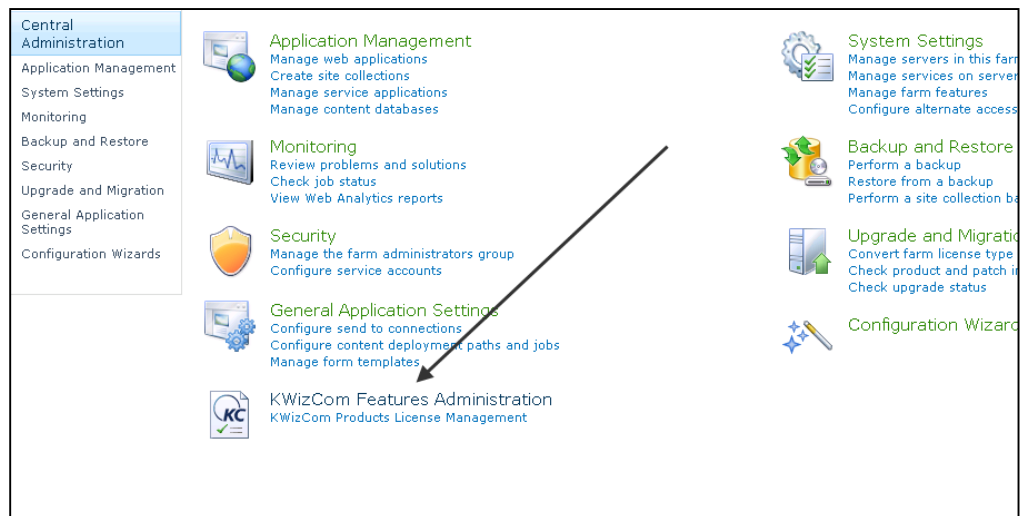 Central
Administration
Application Management
System Settings
Monitoring
Backup and Restore
Security
Upgrade and Migration
General Application
Settings
Configuration Wizards
Application Management
Manage web applications
Create site collections
Manage service applications
Manage content databases
Monitoring
Review problems and solutions
Check job status
View Web Analytics reports
Security
Manage the farm administrators group
Configure service accounts
General Application Settings
Configure send to connections
Configure content deployment paths and jobs
Manage form templates
KC
KWizCom Features Administration
KWizCom Products License Management
System Settings
Manage servers in this farm
Manage services on server
Manage farm features
Configure alternate access
Backup and Restore
Perform a backup
Restore from a backup
Perform a site collection ba
Upgrade and Migratio
Convert farm license type
Check product and patch in
Check upgrade status
Configuration Wizard